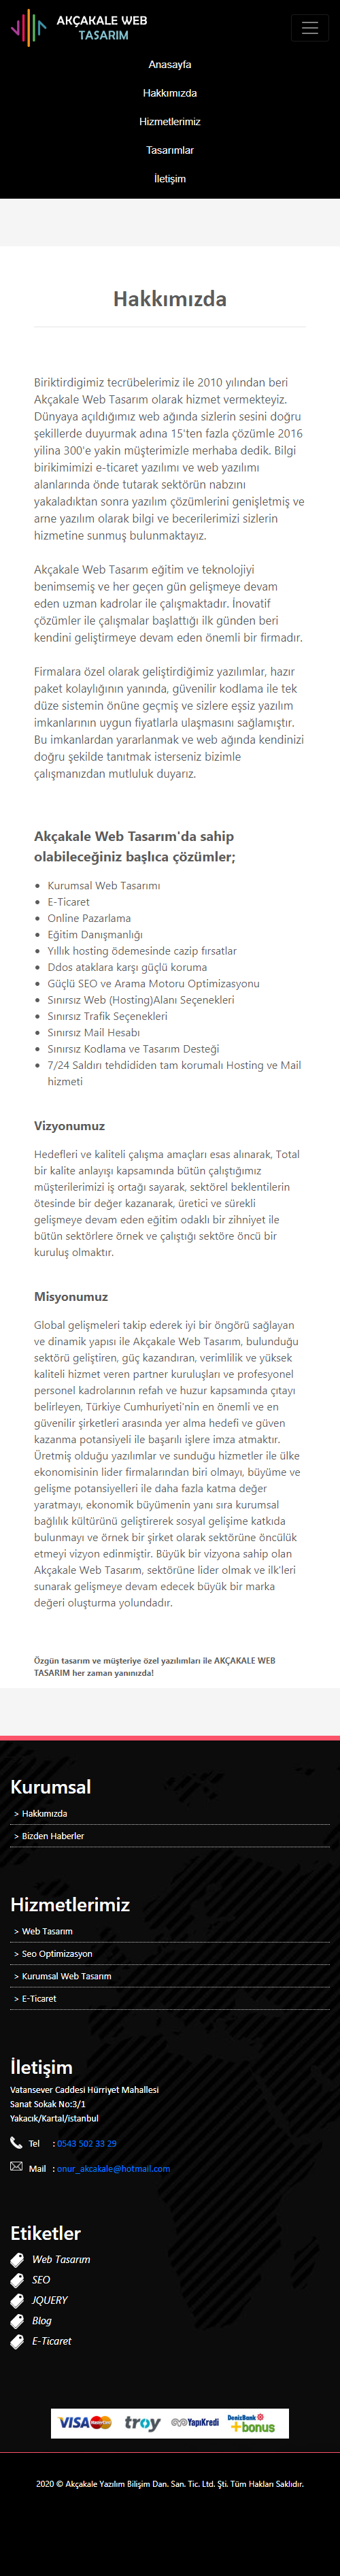 AKÇAKALE WEB
TASARIM
Anasayfa
Hakkımızda
Hizmetlerimiz
Tasarımlar
İletişim
Hakkımızda
Biriktirdigimiz tecrübelerimiz ile 2010 yılından beri
Akçakale Web Tasarım olarak hizmet vermekteyiz.
Dünyaya açıldığımız web ağında sizlerin sesini doğru
şekillerde duyurmak adına 15'ten fazla çözümle 2016
yilina 300'e yakin müşterimizle merhaba dedik. Bilgi
birikimimizi e-ticaret yazılımı ve web yazılımı
alanlarında önde tutarak sektörün nabzını
yakaladıktan sonra yazılım çözümlerini genişletmiş ve
arne yazılım olarak bilgi ve becerilerimizi sizlerin
hizmetine sunmuş bulunmaktayız.
Akçakale Web Tasarım eğitim ve teknolojiyi
benimsemiş ve her geçen gün gelişmeye devam
eden uzman kadrolar ile çalışmaktadır. İnovatif
çözümler ile çalışmalar başlattığı ilk günden beri
kendini geliştirmeye devam eden önemli bir firmadır.
Firmalara özel olarak geliştirdiğimiz yazılımlar, hazır
paket kolaylığının yanında, güvenilir kodlama ile tek
düze sistemin önüne geçmiş ve sizlere eşsiz yazılım
imkanlarının uygun fiyatlarla ulaşmasını sağlamıştır.
Bu imkanlardan yararlanmak ve web ağında kendinizi
doğru şekilde tanıtmak isterseniz bizimle
çalışmanızdan mutluluk duyarız.
Akçakale Web Tasarım'da sahip
olabileceğiniz başlıca çözümler;
• Kurumsal Web Tasarımı
• E-Ticaret
• Online Pazarlama
• Eğitim Danışmanlığı
• Yıllık hosting ödemesinde cazip fırsatlar
• Ddos ataklara karşı güçlü koruma
• Güçlü SEO ve Arama Motoru Optimizasyonu
• Sınırsız Web (Hosting)Alanı Seçenekleri
• Sınırsız Trafik Seçenekleri
• Sınırsız Mail Hesabı
• Sınırsız Kodlama ve Tasarım Desteği
• 7/24 Saldırı tehdididen tam korumalı Hosting ve Mail
hizmeti
Vizyonumuz
Hedefleri ve kaliteli çalışma amaçları esas alınarak, Total
bir kalite anlayışı kapsamında bütün çalıştığımız
müşterilerimizi iş ortağı sayarak, sektörel beklentilerin
ötesinde bir değer kazanarak, üretici ve sürekli
gelişmeye devam eden eğitim odaklı bir zihniyet ile
bütün sektörlere örnek ve çalıştığı sektöre öncü bir
kuruluş olmaktır.
Misyonumuz
Global gelişmeleri takip ederek iyi bir öngörü sağlayan
ve dinamik yapısı ile Akçakale Web Tasarım, bulunduğu
sektörü geliştiren, güç kazandıran, verimlilik ve yüksek
kaliteli hizmet veren partner kuruluşları ve profesyonel
personel kadrolarının refah ve huzur kapsamında çıtayı
belirleyen, Türkiye Cumhuriyeti'nin en önemli ve en
güvenilir şirketleri arasında yer alma hedefi ve güven
kazanma potansiyeli ile başarılı işlere imza atmaktır.
Üretmiş olduğu yazılımlar ve sunduğu hizmetler ile ülke
ekonomisinin lider firmalarından biri olmayı, büyüme ve
gelişme potansiyelleri ile daha fazla katma değer
yaratmayı, ekonomik büyümenin yanı sıra kurumsal
bağlılık kültürünü geliştirerek sosyal gelişime katkıda
bulunmayı ve örnek bir şirket olarak sektörüne öncülük
etmeyi vizyon edinmiştir. Büyük bir vizyona sahip olan
Akçakale Web Tasarım, sektörüne lider olmak ve ilk'leri
sunarak gelişmeye devam edecek büyük bir marka
değeri oluşturma yolundadır.
Özgün tasarım ve müşteriye özel yazılımları ile AKÇAKALE WEB
TASARIM her zaman yanınızda!
Kurumsal
> Hakkımızda
> Bizden Haberler
Hizmetlerimiz
> Web Tasarım
> Seo Optimizasyon
> Kurumsal Web Tasarım
> E-Ticaret
İletişim
Vatansever Caddesi Hürriyet Mahallesi
Sanat Sokak No:3/1
Yakacık/Kartal/istanbul
Tel : 0543 502 33 29
Mail : onur_akcakale@hotmail.com
Etiketler
Web Tasarım
SEO
JQUERY
Blog
E-Ticaret
VISA MasterCard troy YapıKredi DenizBank bonus
2020 © Akçakale Yazılım Bilişim Dan. San. Tic. Ltd. Şti. Tüm Hakları Saklıdır.